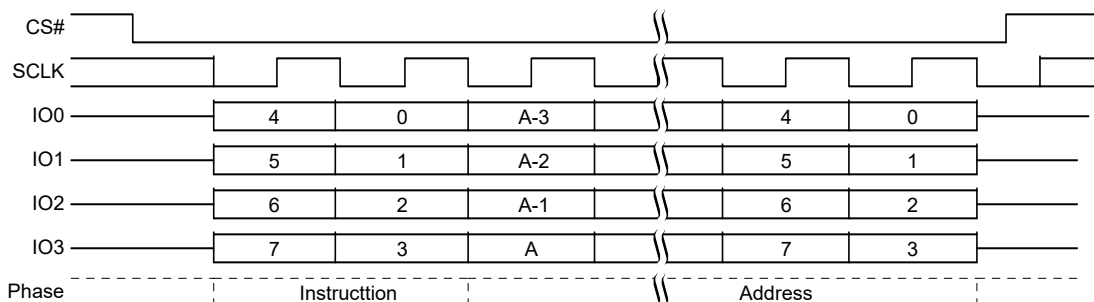 CS#
SCLK
IO0 4 0 A-3 4 0
IO1 5 1 A-2 5 1
IO2 6 2 A-1 6 2
IO3 7 3 A 7 3
Phase Instructtion Address